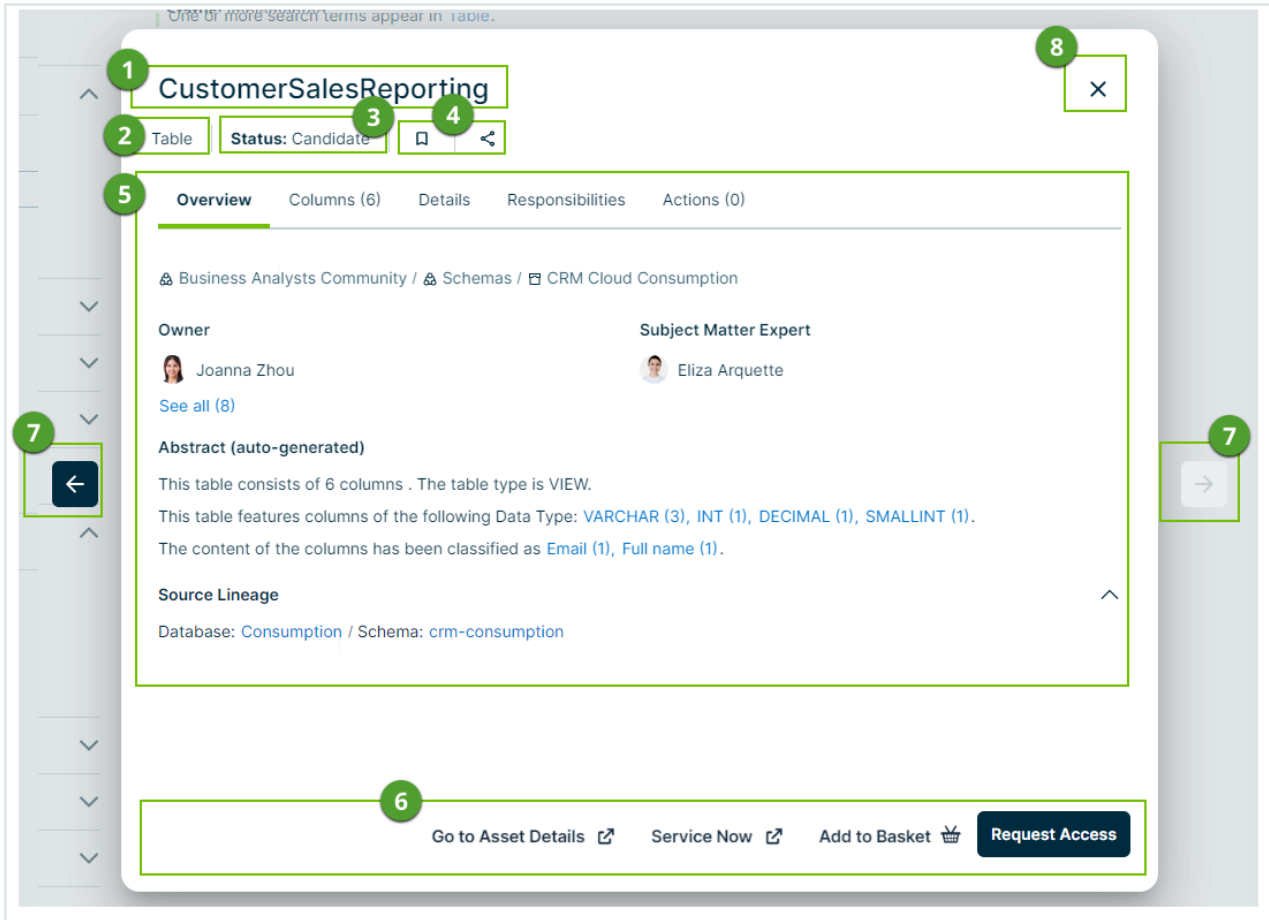 One or more search terms appear in Table.
1
CustomerSalesReporting
8
2
Table
Status: Candidate
3
4
5
Overview Columns (6) Details Responsibilities Actions (0)
Business Analysts Community / Schemas / CRM Cloud Consumption
Owner Subject Matter Expert
Joanna Zhou Eliza Arquette
See all (8)
7
7
Abstract (auto-generated)
This table consists of 6 columns . The table type is VIEW.
This table features columns of the following Data Type: VARCHAR (3), INT (1), DECIMAL (1), SMALLINT (1).
The content of the columns has been classified as Email (1), Full name (1).
Source Lineage
Database: Consumption / Schema: crm-consumption
6
Go to Asset Details Service Now Add to Basket Request Access